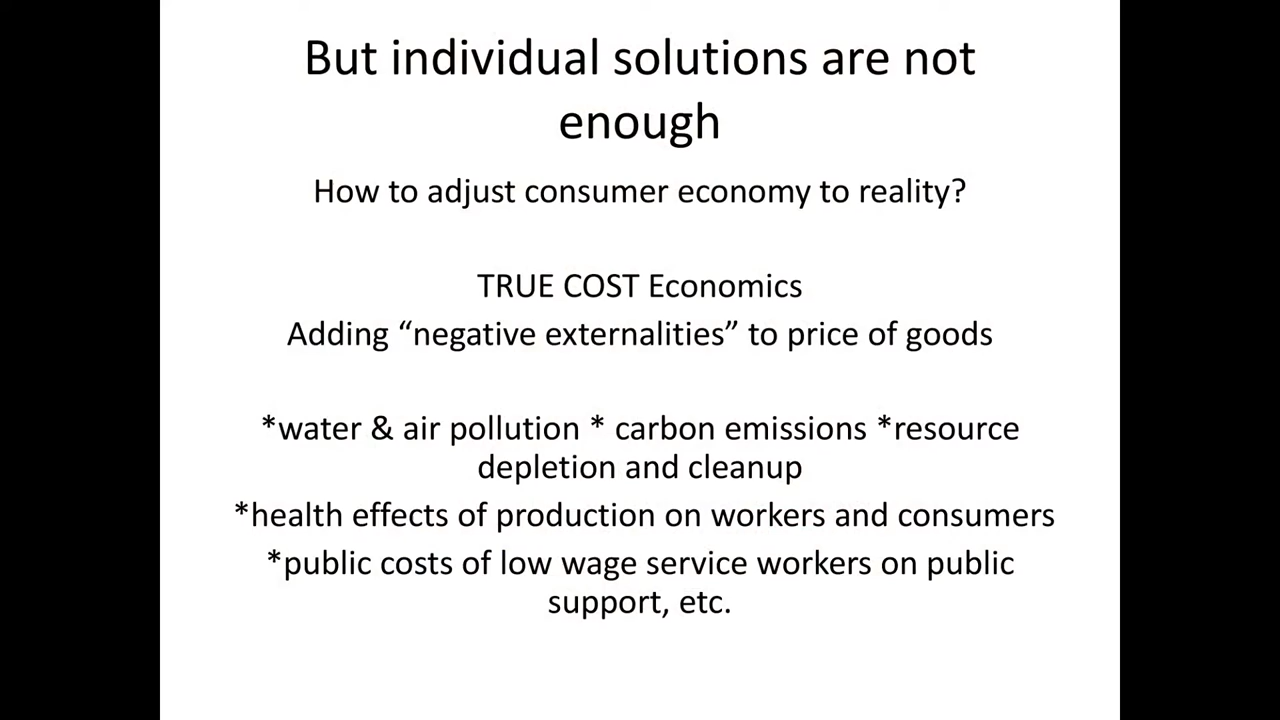 But individual solutions are not
enough
How to adjust consumer economy to reality?
TRUE COST Economics
Adding “negative externalities” to price of goods
*water & air pollution * carbon emissions *resource
depletion and cleanup
*health effects of production on workers and consumers
*public costs of low wage service workers on public
support, etc.